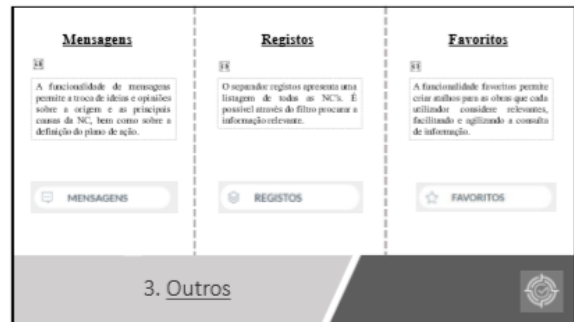 Mensagens
A funcionalidade de mensagens
permite a troca de ideias e opiniões
sobre a origem e as principais
causas da NC, bem como sobre a
definição do plano de ação.
MENSAGENS
Registos
O separador registos apresenta uma
listagem de todas as NC's. É
possível através do filtro procurar a
informação relevante.
REGISTOS
Favoritos
A funcionalidade favoritos permite
criar atalhos para as obras que cada
utilizador considere relevantes,
facilitando e agilizando a consulta
de informação.
FAVORITOS
3. Outros